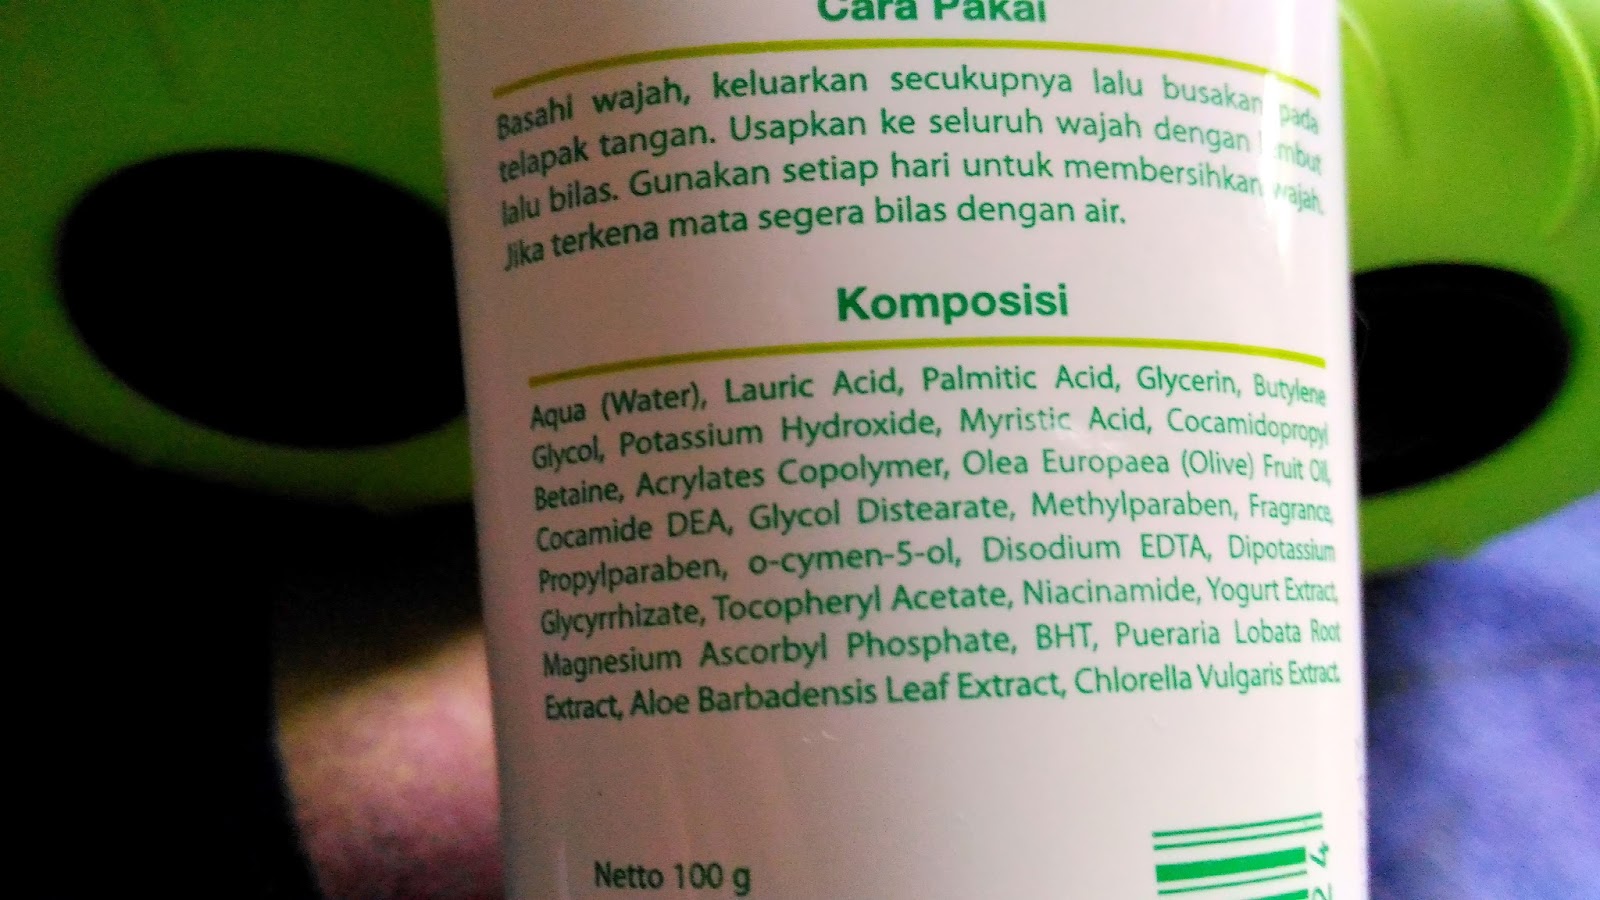 Cara Pakai
Basahi wajah, keluarkan secukupnya lalu busakan pada
telapak tangan. Usapkan ke seluruh wajah dengan lembut
lalu bilas. Gunakan setiap hari untuk membersihkan wajah.
Jika terkena mata segera bilas dengan air.
Komposisi
Aqua (Water), Lauric Acid, Palmitic Acid, Glycerin, Butylene
Glycol, Potassium Hydroxide, Myristic Acid, Cocamidopropyl
Betaine, Acrylates Copolymer, Olea Europaea (Olive) Fruit Oil,
Cocamide DEA, Glycol Distearate, Methylparaben, Fragrance,
Propylparaben, o-cymen-5-ol, Disodium EDTA, Dipotassium
Glycyrrhizate, Tocopheryl Acetate, Niacinamide, Yogurt Extract,
Magnesium Ascorbyl Phosphate, BHT, Pueraria Lobata Root
Extract, Aloe Barbadensis Leaf Extract, Chlorella Vulgaris Extract.
Netto 100 g